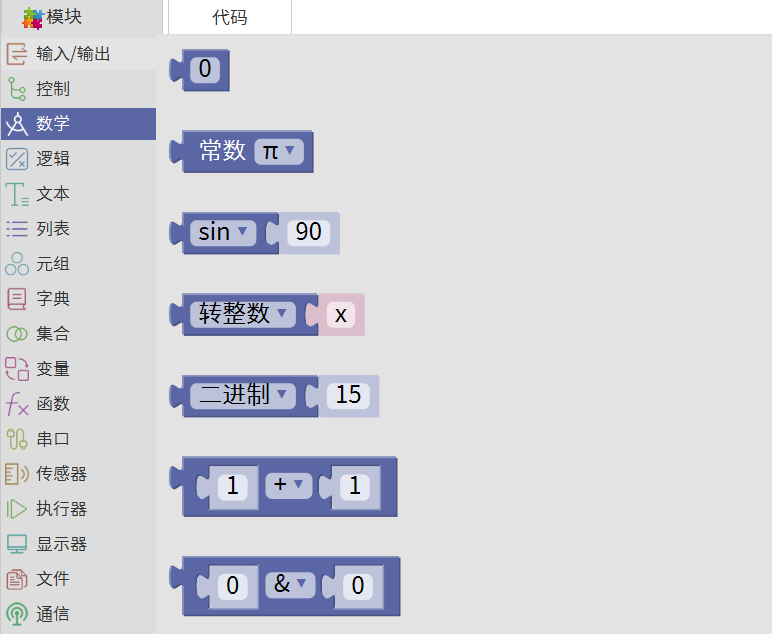 模块
代码
输入/输出
控制
数学
逻辑
文本
列表
元组
字典
集合
变量
函数
串口
传感器
执行器
显示器
文件
通信
0
常数 π
sin 90
转整数 x
二进制 15
1 + 1
0 & 0